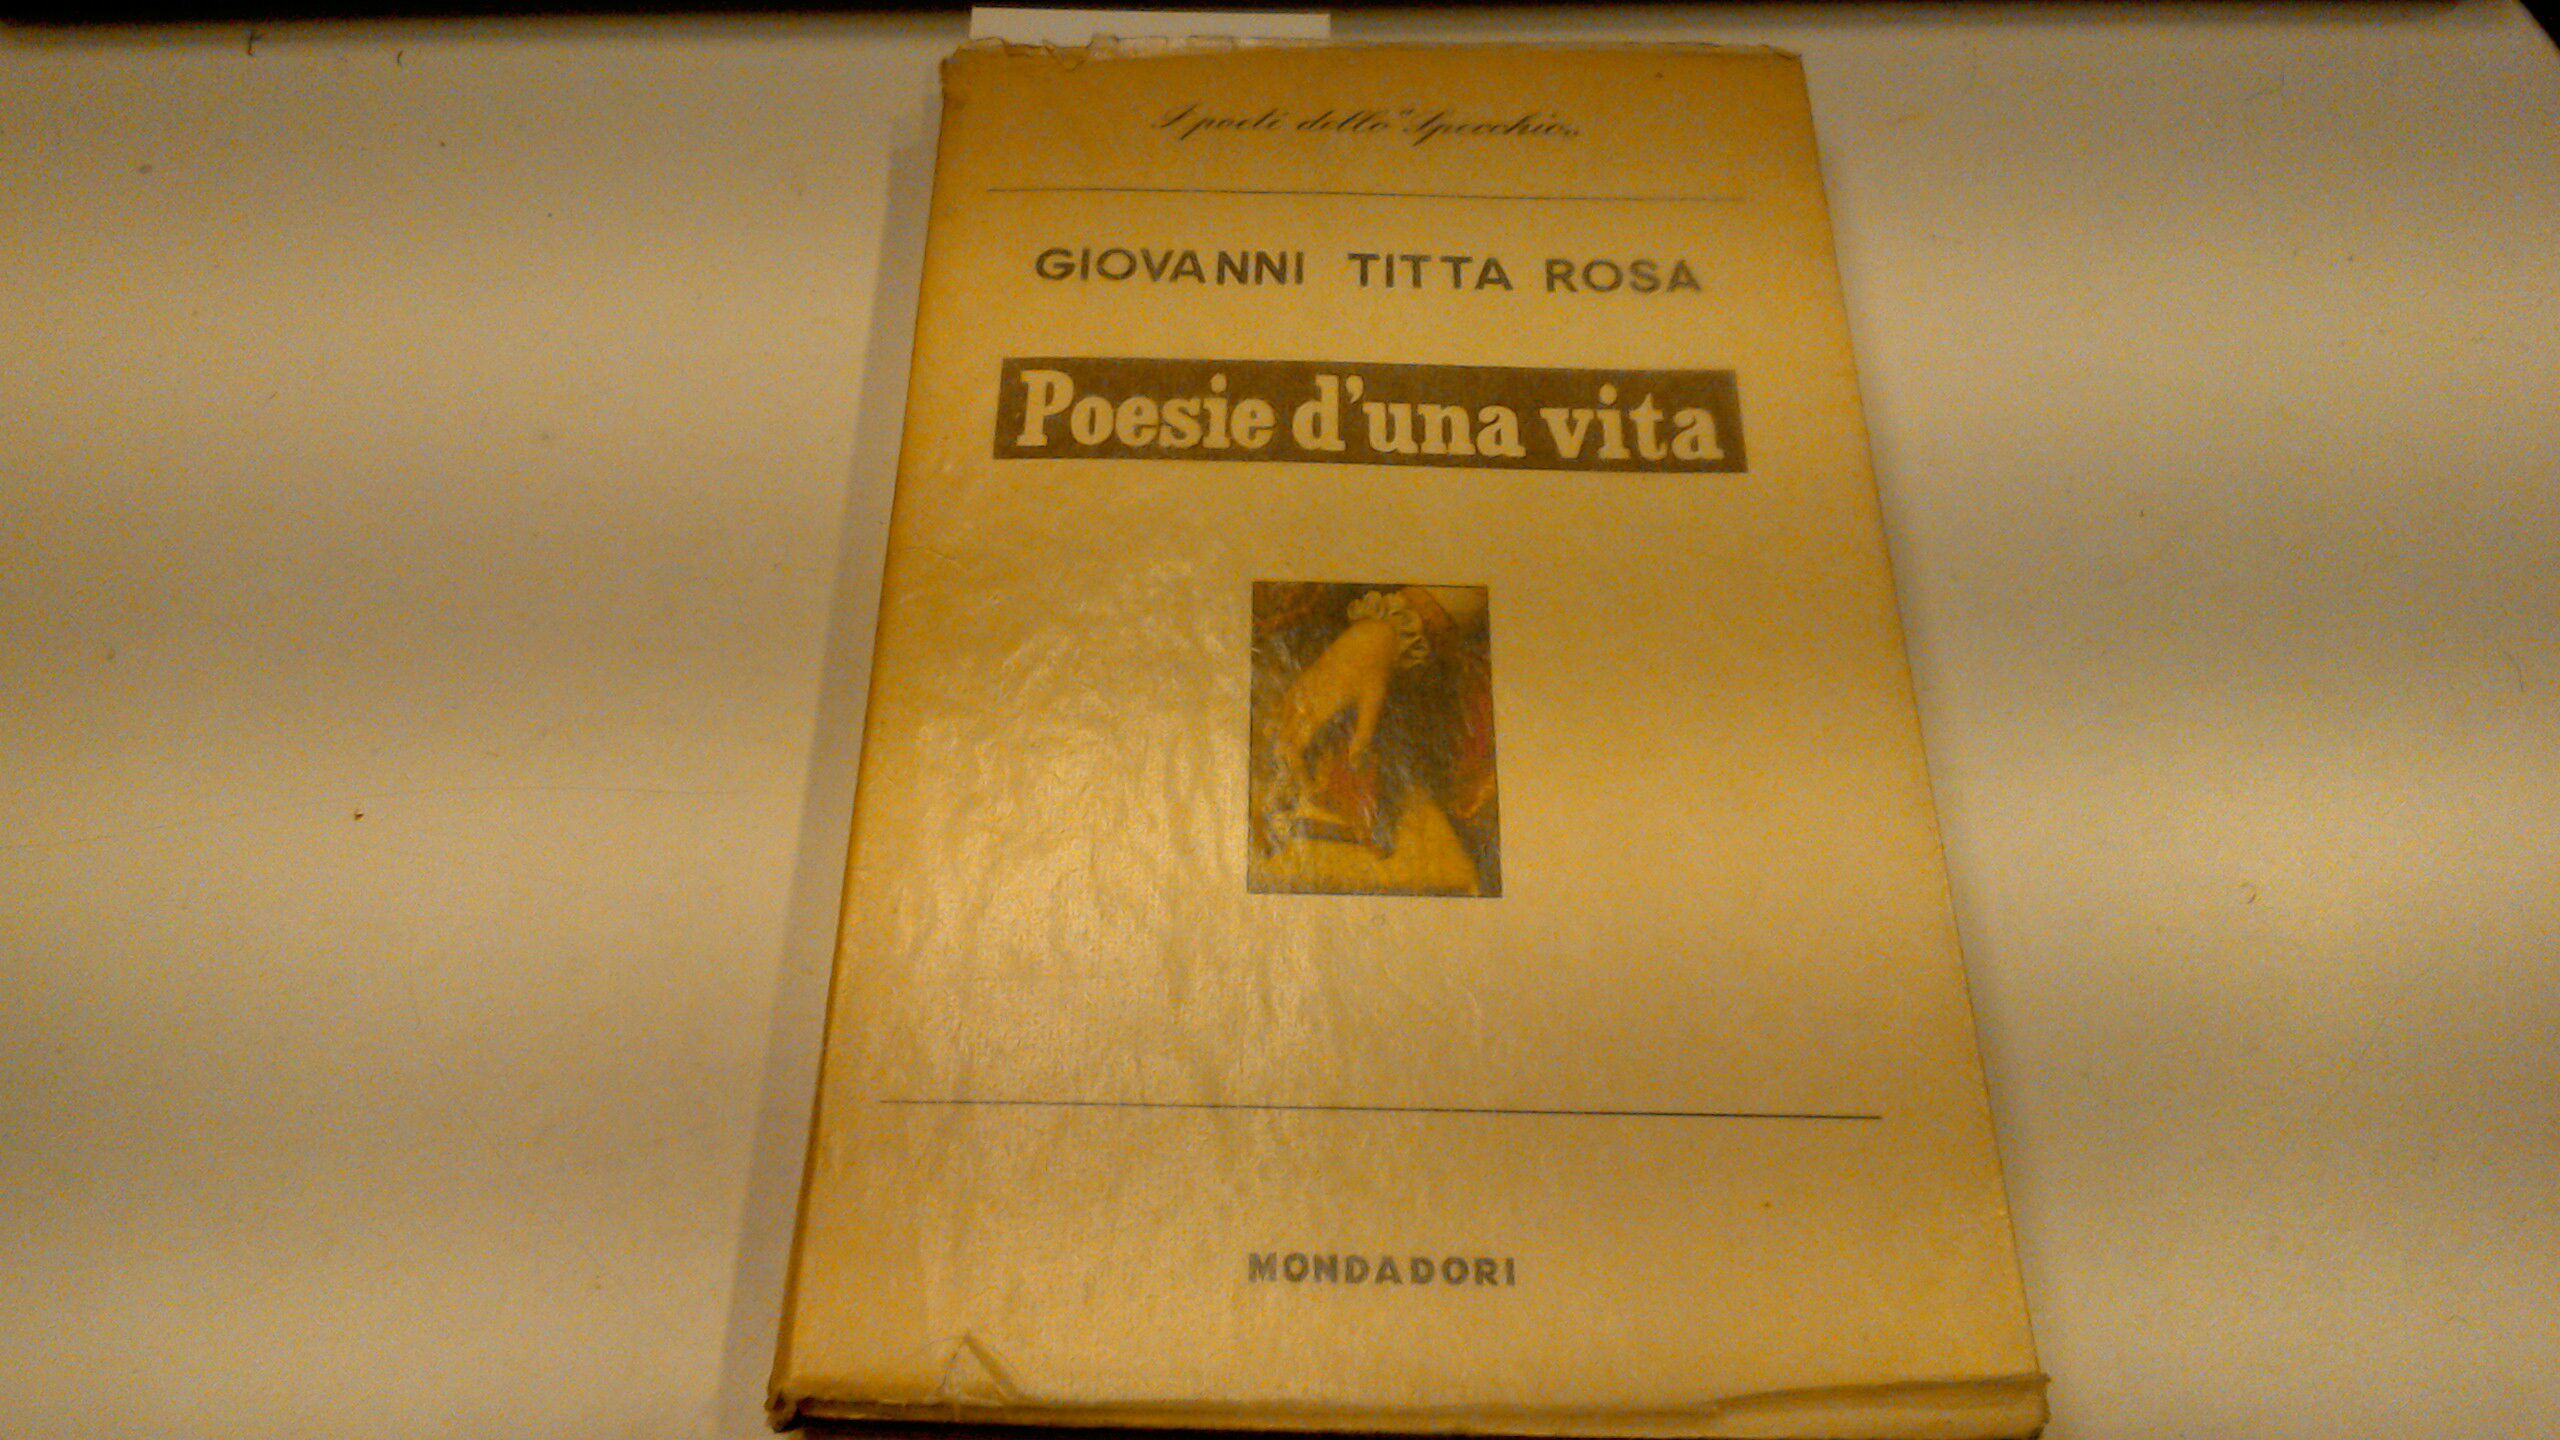 I poeti dello "Specchio„
GIOVANNI TITTA ROSA
Poesie d'una vita
MONDADORI